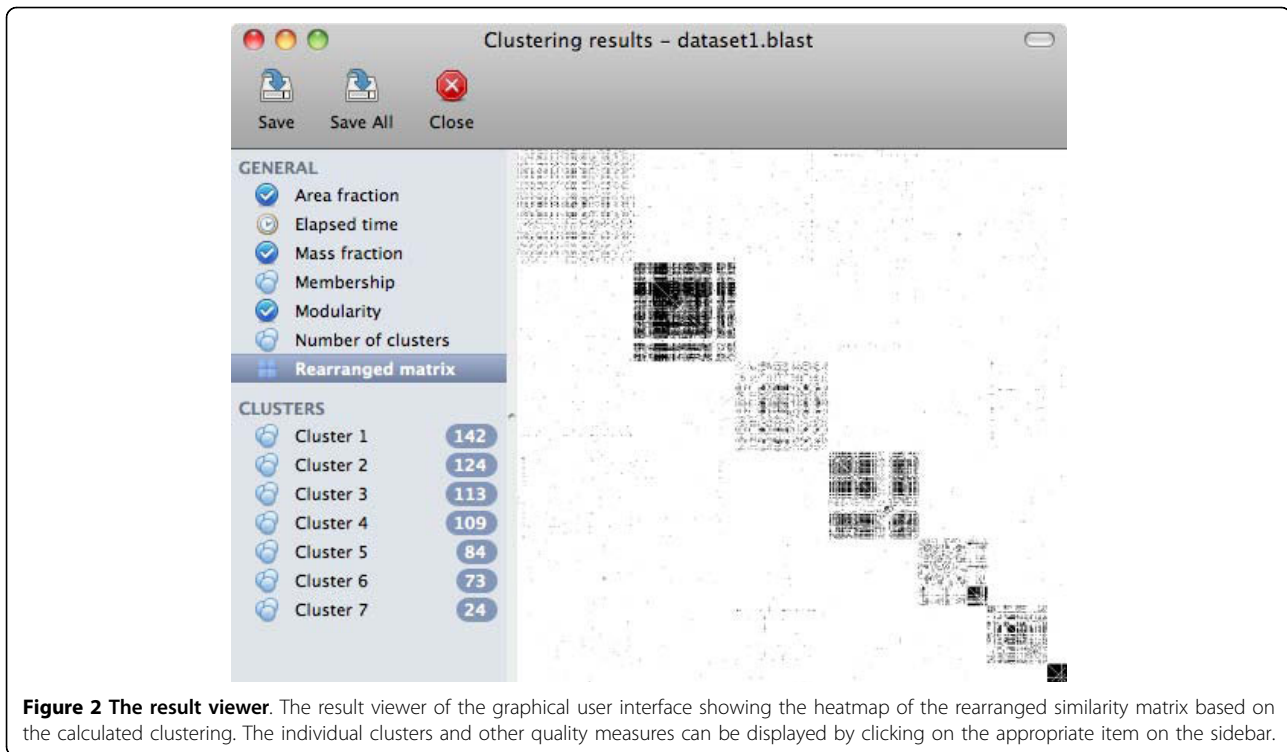 Clustering results – dataset1.blast
Save Save All Close
GENERAL
Area fraction
Elapsed time
Mass fraction
Membership
Modularity
Number of clusters
Rearranged matrix
CLUSTERS
Cluster 1 142
Cluster 2 124
Cluster 3 113
Cluster 4 109
Cluster 5 84
Cluster 6 73
Cluster 7 24
Figure 2 The result viewer. The result viewer of the graphical user interface showing the heatmap of the rearranged similarity matrix based on
the calculated clustering. The individual clusters and other quality measures can be displayed by clicking on the appropriate item on the sidebar.